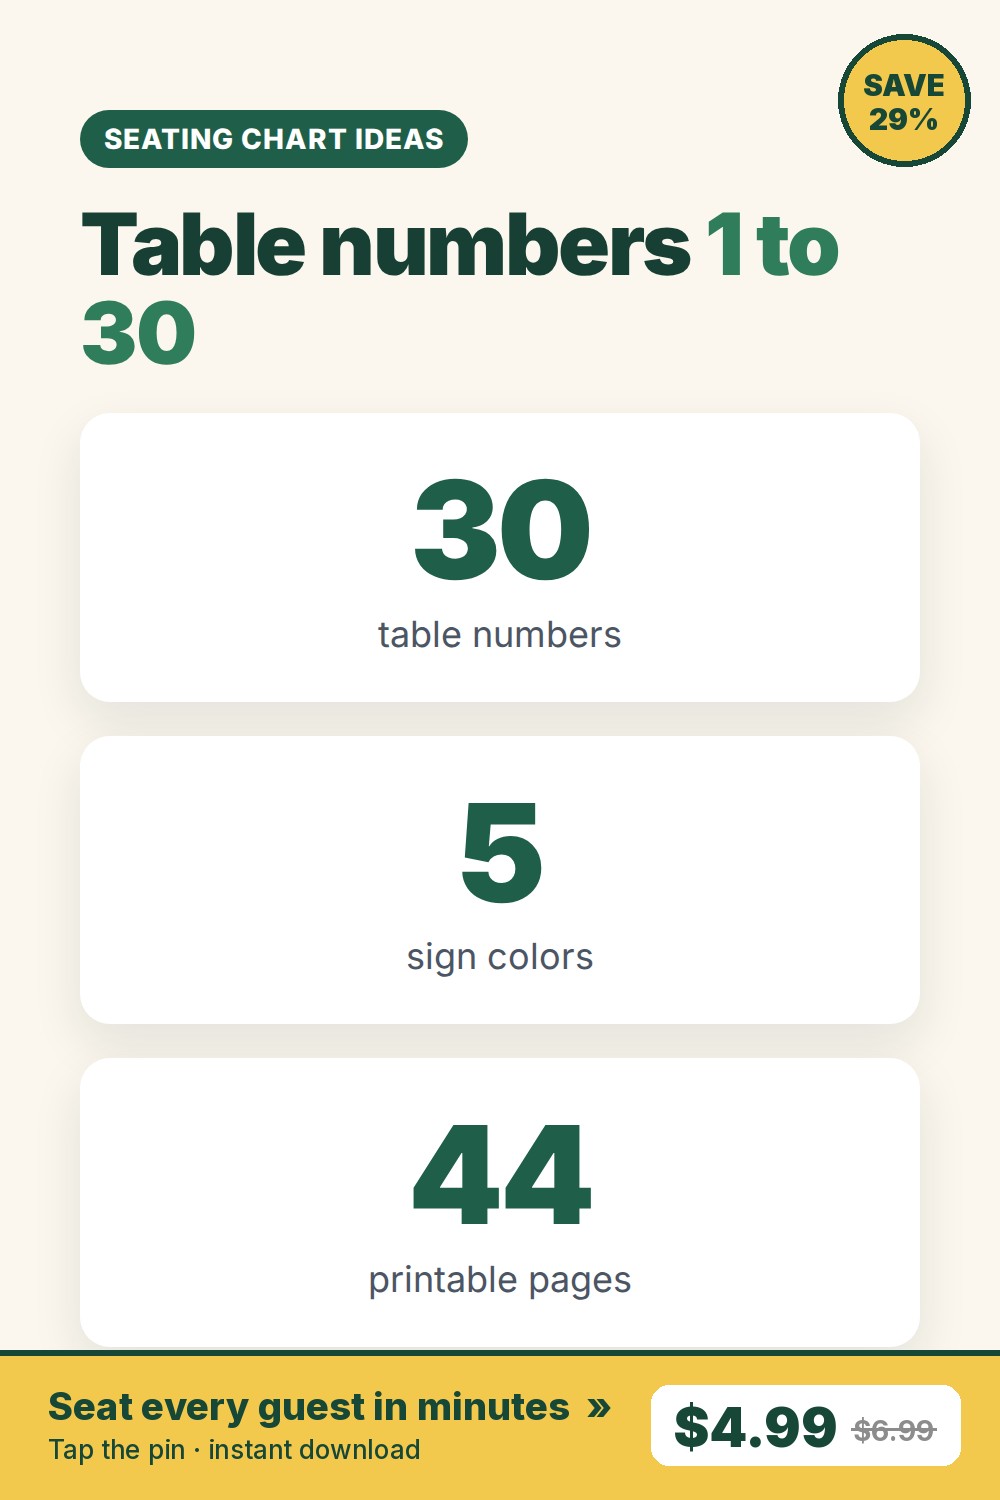 SAVE
29%
SEATING CHART IDEAS
Table numbers 1 to
30
30
table numbers
5
sign colors
44
printable pages
Seat every guest in minutes »
Tap the pin · instant download
$4.99 $6.99